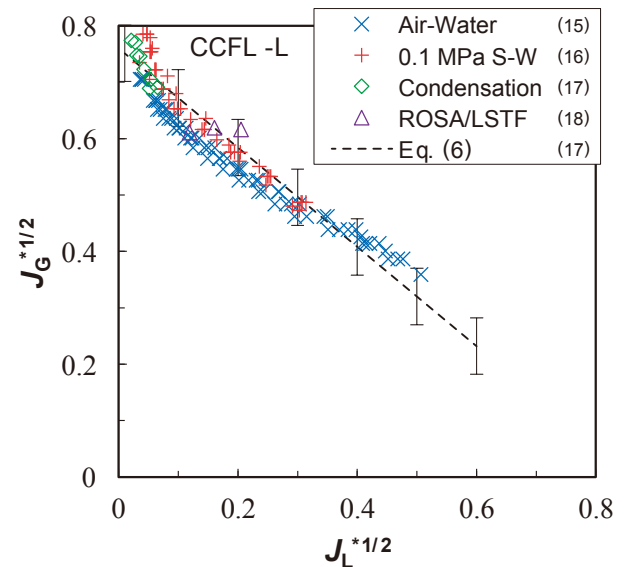 CCFL -L
Air-Water (15)
0.1 MPa S-W (16)
Condensation (17)
ROSA/LSTF (18)
Eq. (6) (17)
0.8
0.6
0.4
0.2
0
J_G*1/2
0 0.2 0.4 0.6 0.8
J_L*1/2